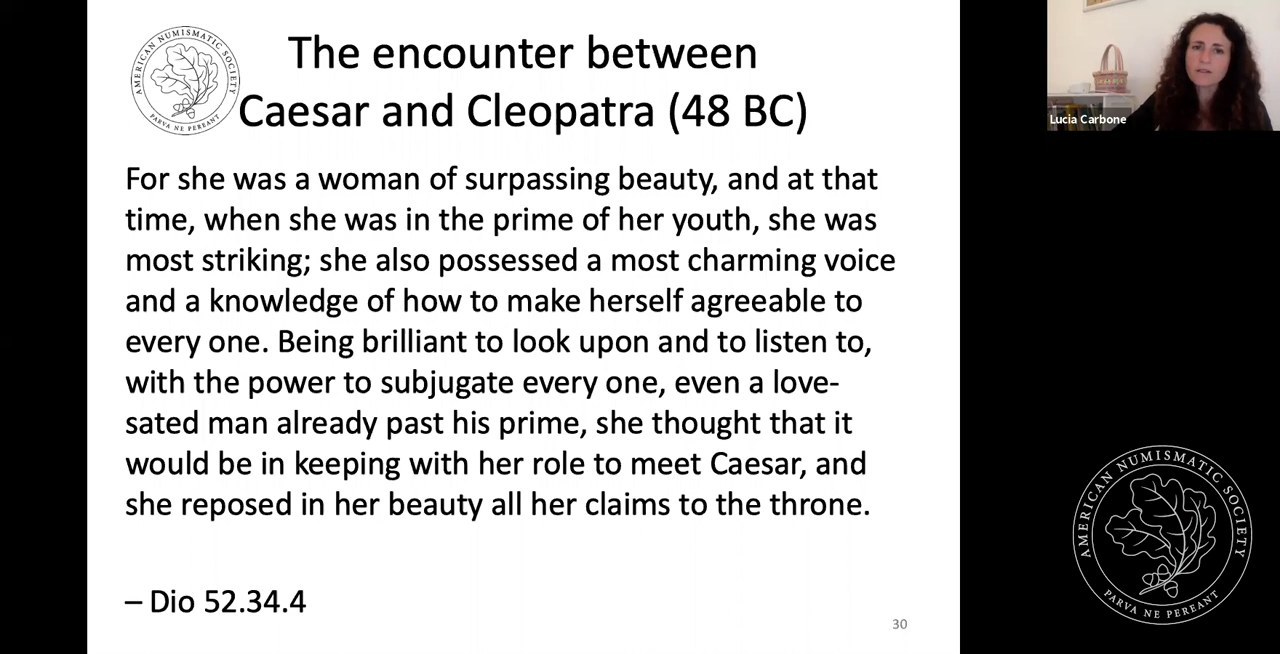 AMERICAN NUMISMATIC SOCIETY
PARVA NE PEREANT
The encounter between
Caesar and Cleopatra (48 BC)
For she was a woman of surpassing beauty, and at that
time, when she was in the prime of her youth, she was
most striking; she also possessed a most charming voice
and a knowledge of how to make herself agreeable to
every one. Being brilliant to look upon and to listen to,
with the power to subjugate every one, even a love-
sated man already past his prime, she thought that it
would be in keeping with her role to meet Caesar, and
she reposed in her beauty all her claims to the throne.
– Dio 52.34.4
30
Lucia Carbone
AMERICAN NUMISMATIC SOCIETY
PARVA NE PEREANT